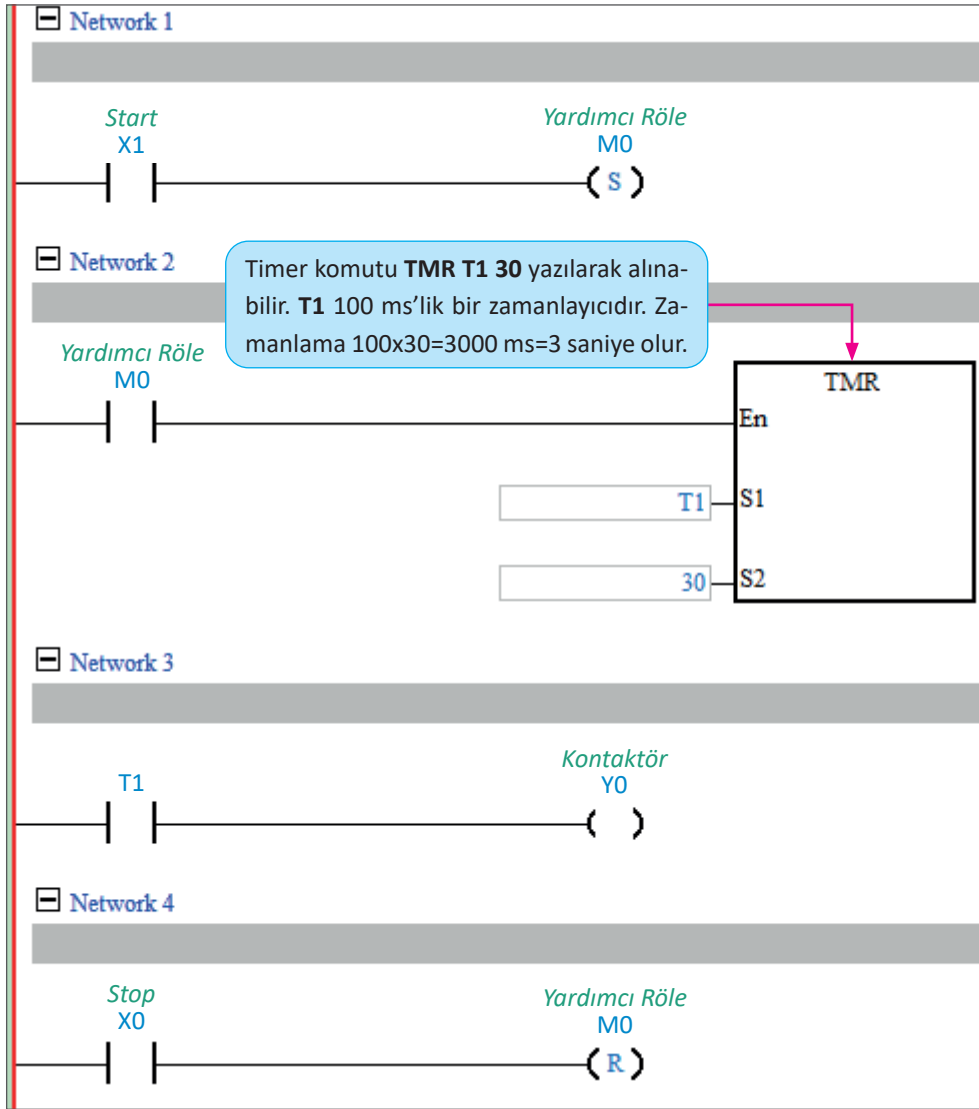 Network 1
Start
X1
Yardımcı Röle
M0
S
Network 2
Timer komutu TMR T1 30 yazılarak alına-
bilir. T1 100 ms’lik bir zamanlayıcıdır. Za-
manlama 100x30=3000 ms=3 saniye olur.
Yardımcı Röle
M0
TMR
En
T1
S1
30
S2
Network 3
T1
Kontaktör
Y0
Network 4
Stop
X0
Yardımcı Röle
M0
R